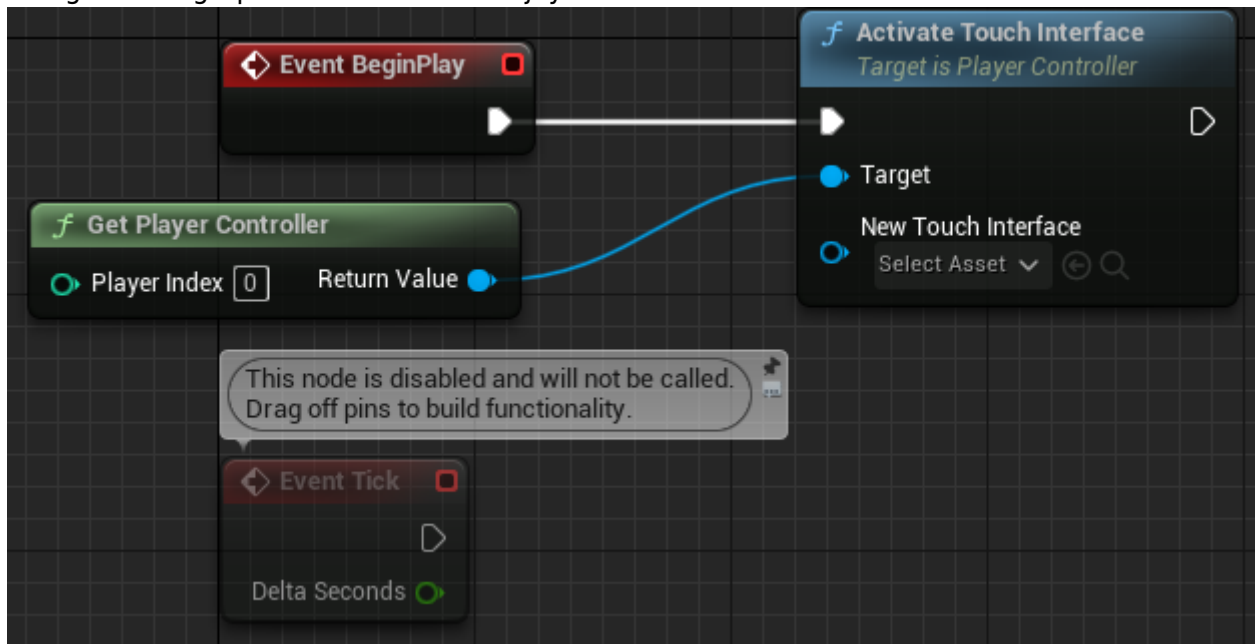 Event BeginPlay
Activate Touch Interface
Target is Player Controller
Target
New Touch Interface
Select Asset
Get Player Controller
Player Index 0 Return Value
This node is disabled and will not be called.
Drag off pins to build functionality.
Event Tick
Delta Seconds